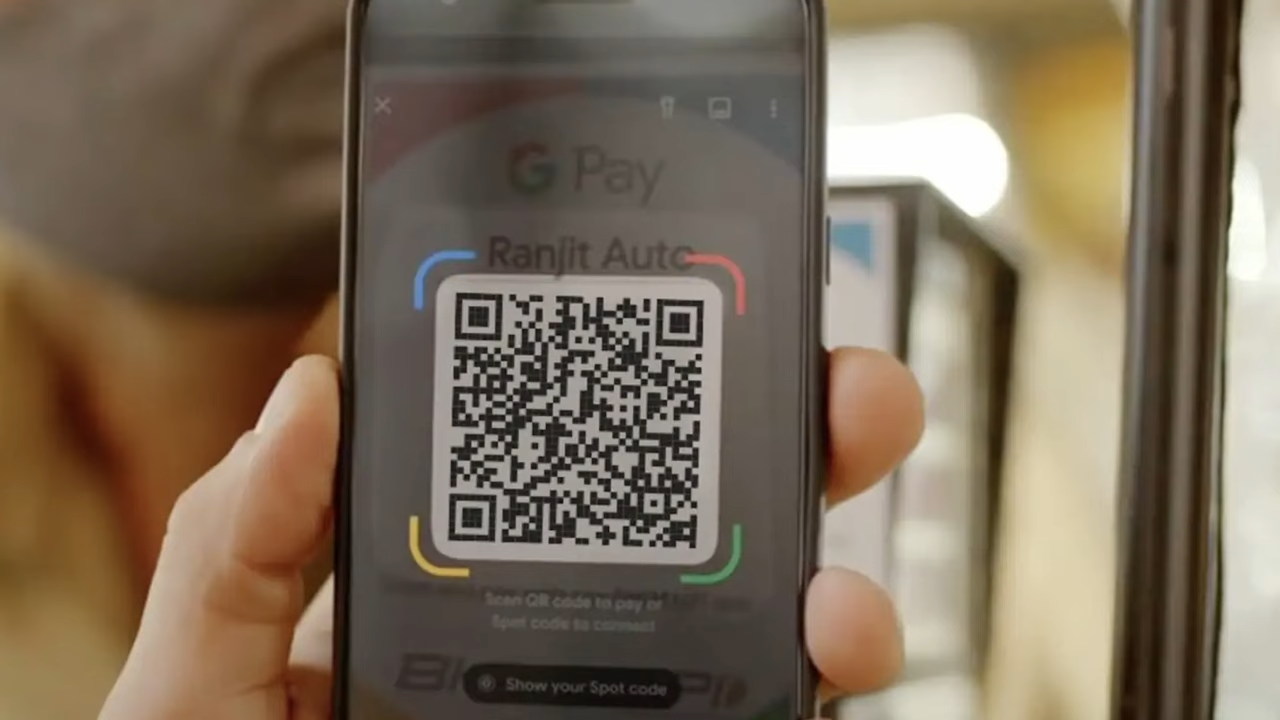 G Pay
Ranjit Auto
Scan QR code to pay or
Spot code to connect
Show your Spot code